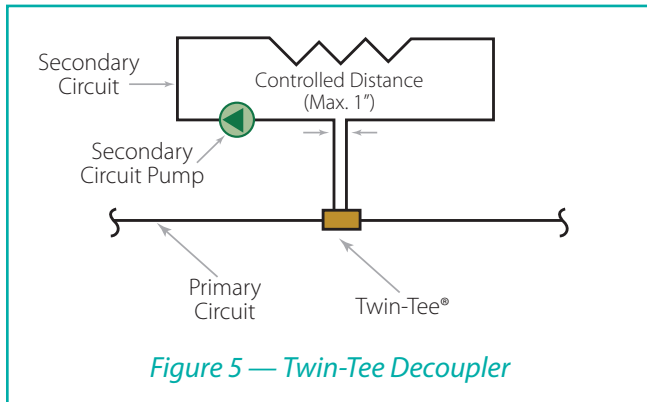 Secondary
Circuit
Controlled Distance
(Max. 1")
Secondary
Circuit Pump
Primary
Circuit
Twin-Tee®
Figure 5 — Twin-Tee Decoupler